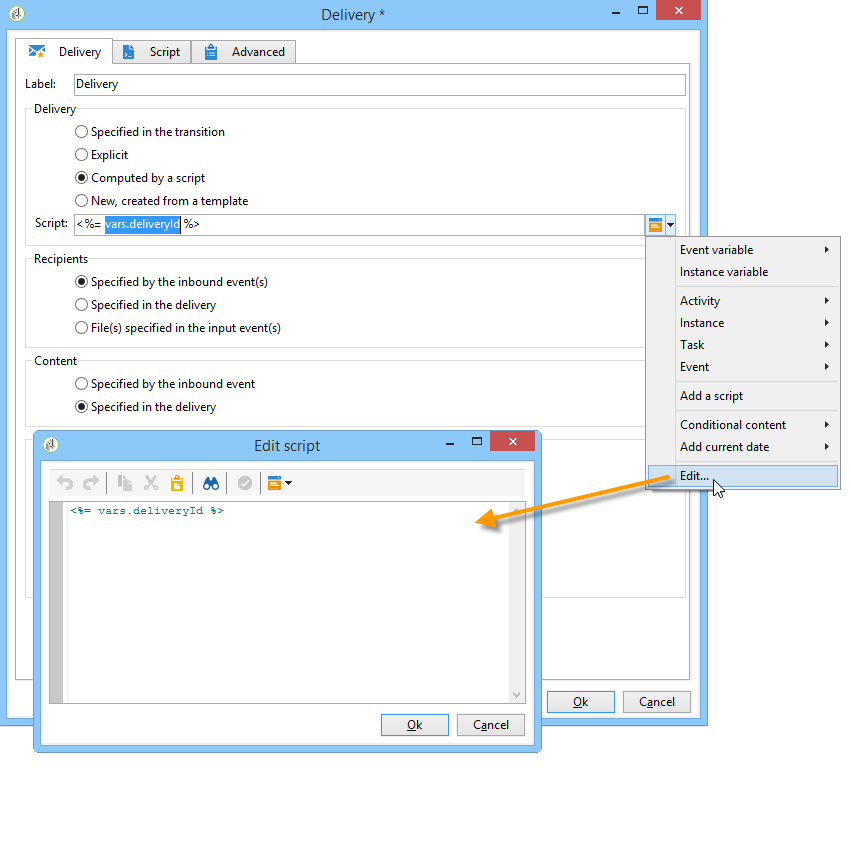 Delivery *
Delivery
Script
Advanced
Label: Delivery
Delivery
Specified in the transition
Explicit
Computed by a script
New, created from a template
Script: <%= vars.deliveryId %>
Recipients
Specified by the inbound event(s)
Specified in the delivery
File(s) specified in the input event(s)
Content
Specified by the inbound event
Specified in the delivery
Event variable
Instance variable
Activity
Instance
Task
Event
Add a script
Conditional content
Add current date
Edit...
Edit script
<%= vars.deliveryId %>
Ok
Cancel
Ok
Cancel